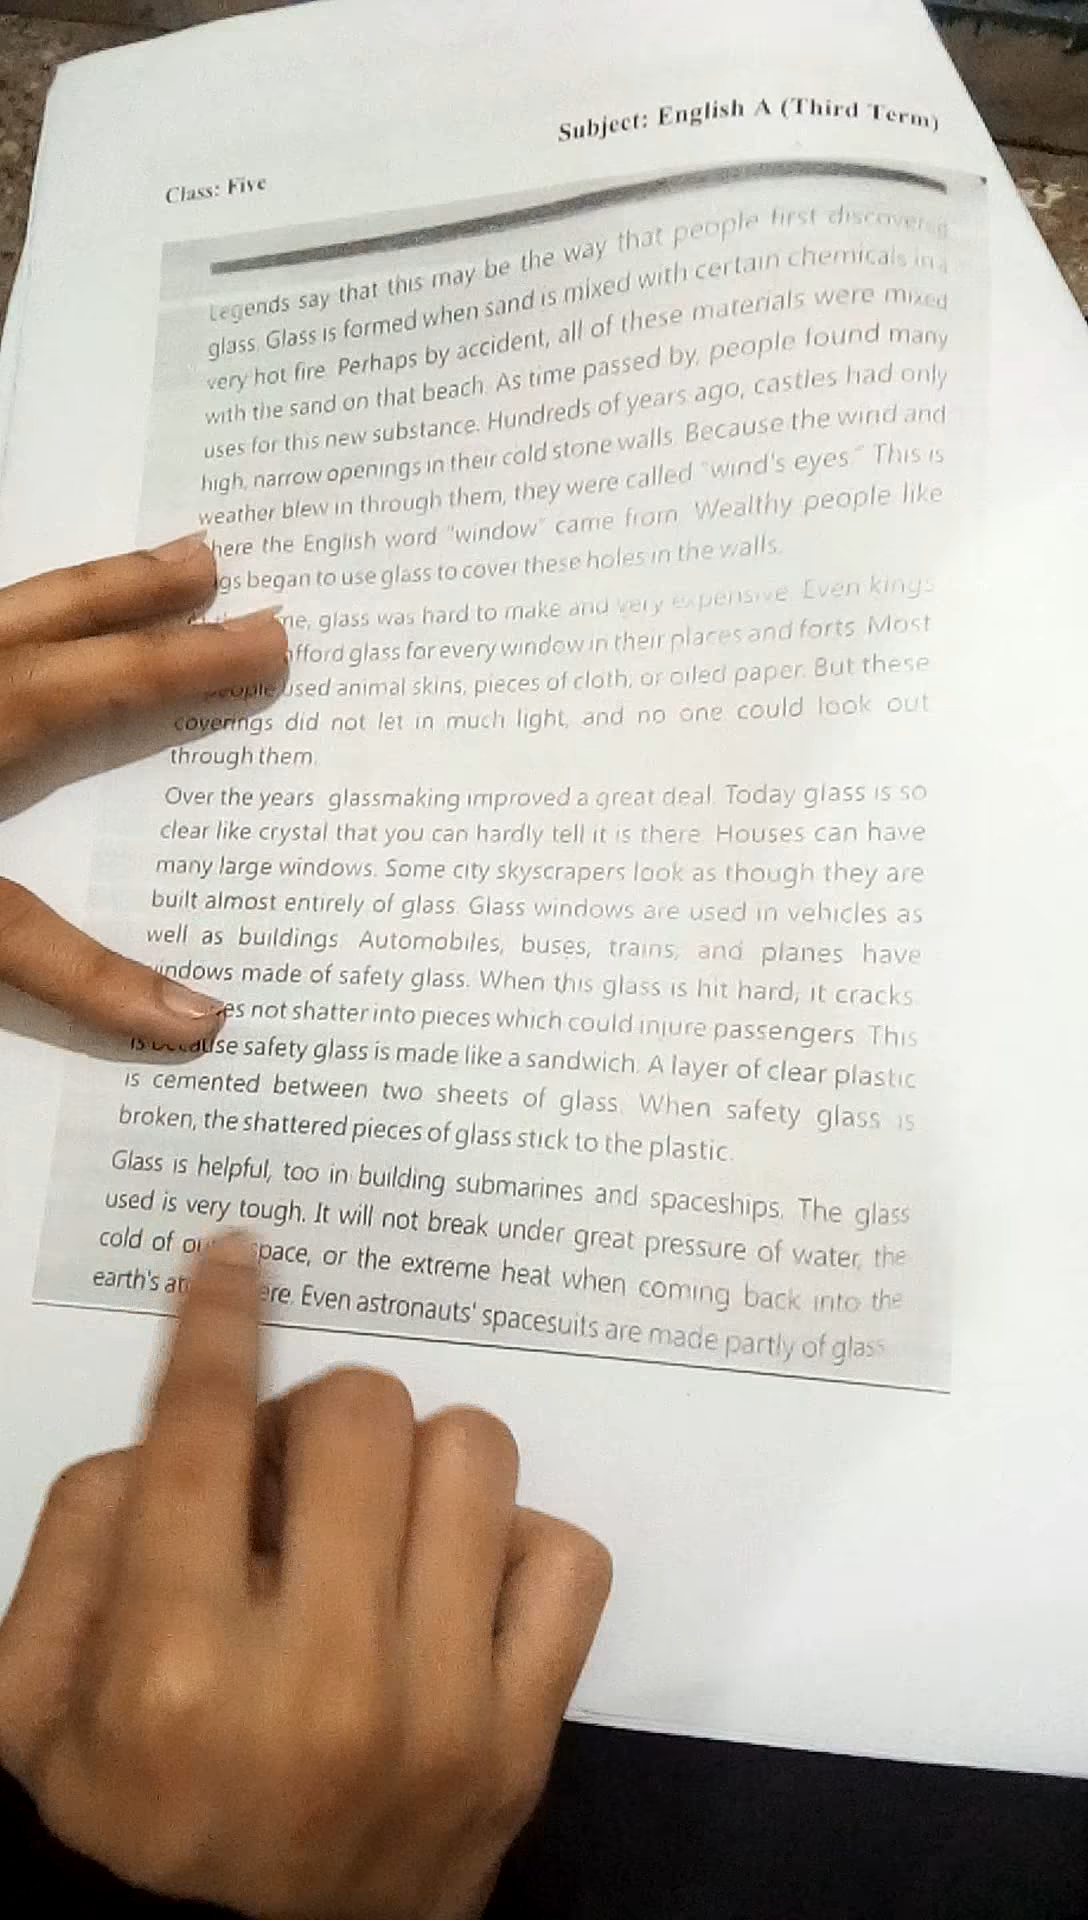 Subject: English A (Third Term)
Class: Five
Legends say that this may be the way that people first discovered
glass. Glass is formed when sand is mixed with certain chemicals in a
very hot fire. Perhaps by accident, all of these materials were mixed
with the sand on that beach. As time passed by, people found many
uses for this new substance. Hundreds of years ago, castles had only
high, narrow openings in their cold stone walls. Because the wind and
weather blew in through them, they were called "wind's eyes." This is
here the English word "window" came from. Wealthy people like
gs began to use glass to cover these holes in the walls.
me, glass was hard to make and very expensive. Even kings
fford glass for every window in their places and forts. Most
people used animal skins, pieces of cloth, or oiled paper. But these
coverings did not let in much light, and no one could look out
through them.
Over the years glassmaking improved a great deal. Today glass is so
clear like crystal that you can hardly tell it is there. Houses can have
many large windows. Some city skyscrapers look as though they are
built almost entirely of glass. Glass windows are used in vehicles as
well as buildings. Automobiles, buses, trains, and planes have
indows made of safety glass. When this glass is hit hard, it cracks
es not shatter into pieces which could injure passengers. This
is because safety glass is made like a sandwich. A layer of clear plastic
is cemented between two sheets of glass. When safety glass is
broken, the shattered pieces of glass stick to the plastic.
Glass is helpful, too in building submarines and spaceships. The glass
used is very tough. It will not break under great pressure of water, the
cold of ou space, or the extreme heat when coming back into the
earth's at ere. Even astronauts' spacesuits are made partly of glass